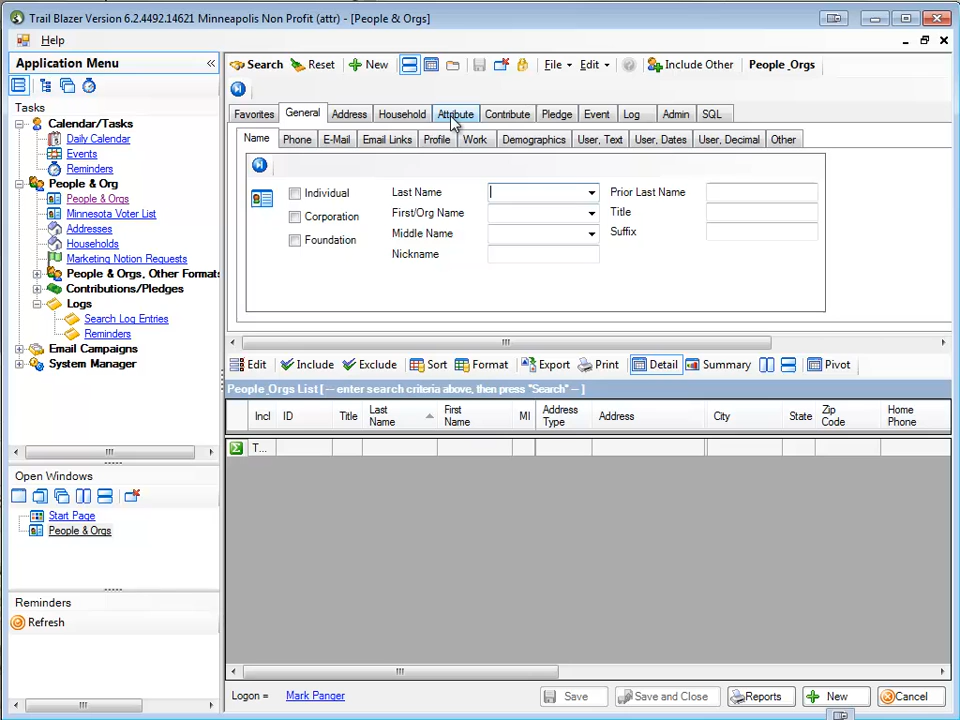 Trail Blazer Version 6.2.4492.14621 Minneapolis Non Profit (attr) - [People & Orgs]
Help
Application Menu
Tasks
Calendar/Tasks
Daily Calendar
Events
Reminders
People & Org
People & Orgs
Minnesota Voter List
Addresses
Households
Marketing Notion Requests
People & Orgs, Other Formats
Contributions/Pledges
Logs
Search Log Entries
Reminders
Email Campaigns
System Manager
Open Windows
Start Page
People & Orgs
Reminders
Refresh
Search Reset New File Edit Include Other People_Orgs
Favorites General Address Household Attribute Contribute Pledge Event Log Admin SQL
Name Phone E-Mail Email Links Profile Work Demographics User, Text User, Dates User, Decimal Other
Individual Last Name Prior Last Name
Corporation First/Org Name Title
Foundation Middle Name Suffix
Nickname
Edit Include Exclude Sort Format Export Print Detail Summary Pivot
People_Orgs List [ -- enter search criteria above, then press "Search" -- ]
Incl ID Title Last Name First Name MI Address Type Address City State Zip Code Home Phone
T...
Logon = Mark Panger Save Save and Close Reports New Cancel